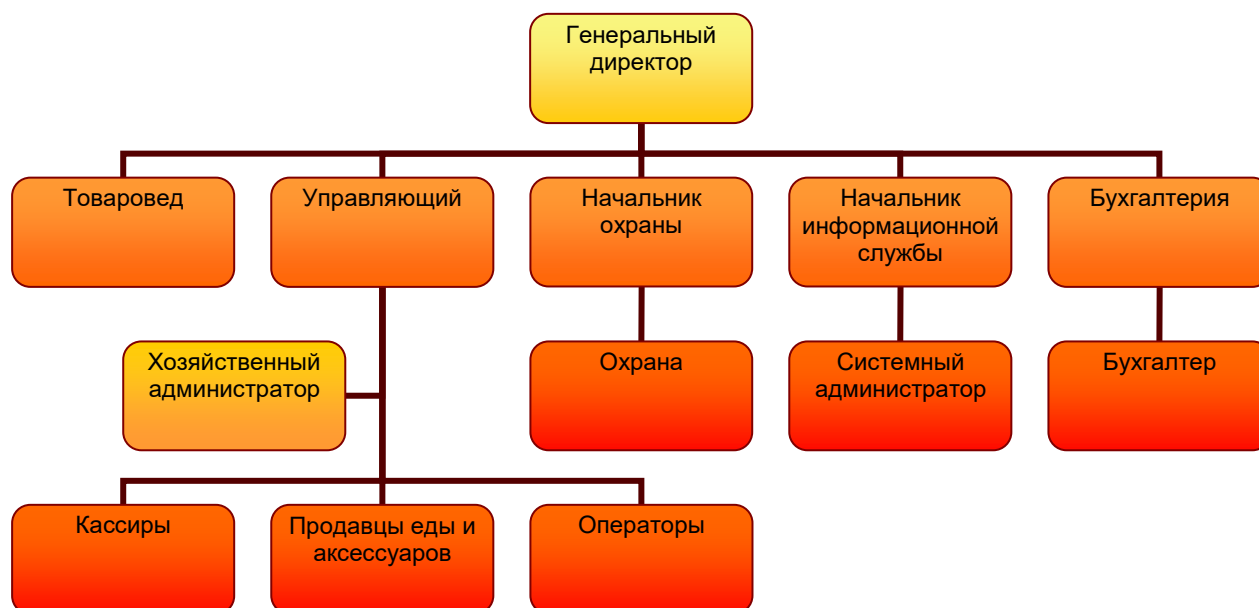 Генеральный
директор
Товаровед
Управляющий
Начальник
охраны
Начальник
информационной
службы
Бухгалтерия
Хозяйственный
администратор
Охрана
Системный
администратор
Бухгалтер
Кассиры
Продавцы еды и
аксессуаров
Операторы